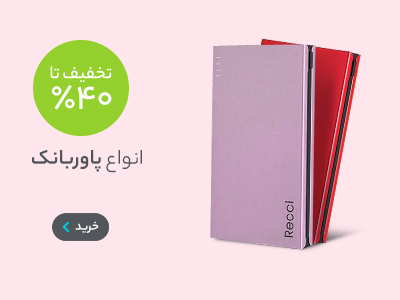 تخفیف تا
%۴۰
انواع پاوربانک
خرید
Recci